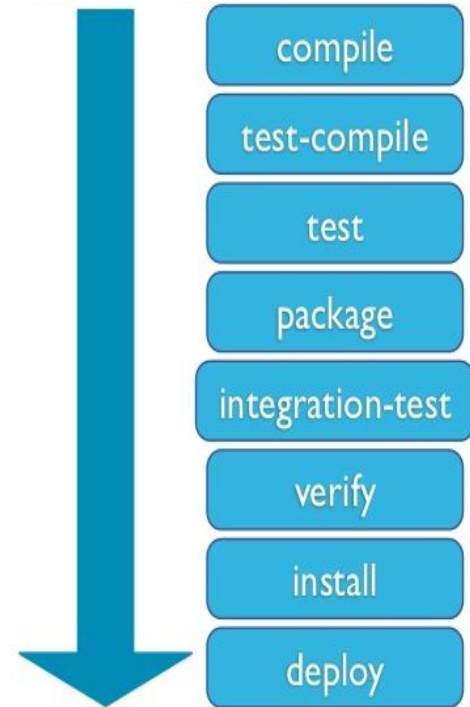 compile
test-compile
test
package
integration-test
verify
install
deploy